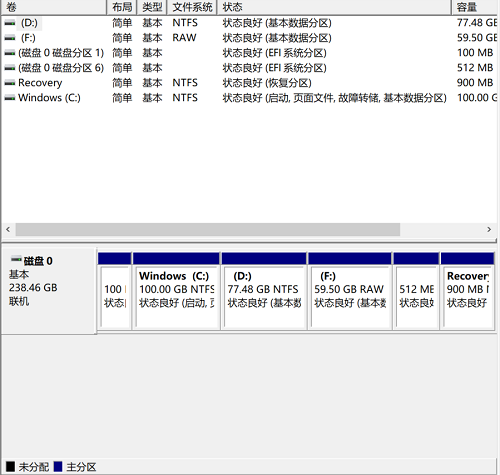 卷 布局 类型 文件系统 状态 容量
(D:) 简单 基本 NTFS 状态良好 (基本数据分区) 77.48 GB
(F:) 简单 基本 RAW 状态良好 (基本数据分区) 59.50 GB
(磁盘 0 磁盘分区 1) 简单 基本 状态良好 (EFI 系统分区) 100 MB
(磁盘 0 磁盘分区 6) 简单 基本 状态良好 (EFI 系统分区) 512 MB
Recovery 简单 基本 NTFS 状态良好 (恢复分区) 900 MB
Windows (C:) 简单 基本 NTFS 状态良好 (启动, 页面文件, 故障转储, 基本数据分区) 100.00 G
磁盘 0
基本
238.46 GB
联机
100
状态
Windows (C:)
100.00 GB NTFS
状态良好 (启动, 页
(D:)
77.48 GB NTFS
状态良好 (基本数
(F:)
59.50 GB RAW
状态良好 (基本数
512 MB
状态良好
Recovery
900 MB N
状态良好
未分配 主分区